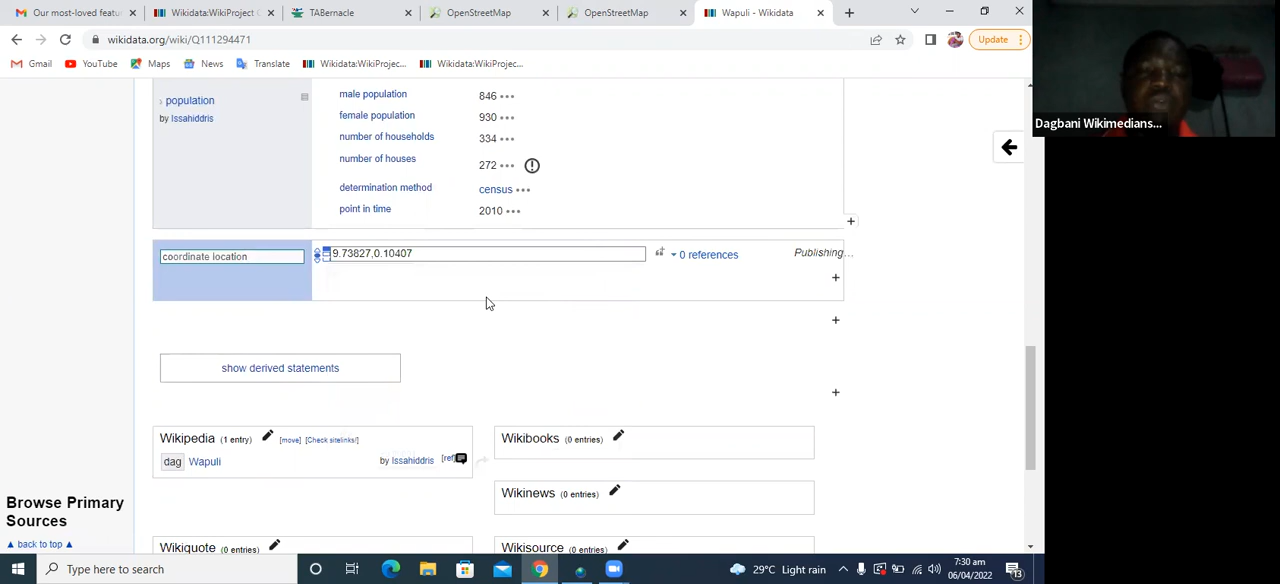 Our most-loved featu
Wikidata:WikiProject G
TABernacle
OpenStreetMap
OpenStreetMap
Wapuli - Wikidata
wikidata.org/wiki/Q111294471
Update
Gmail
YouTube
Maps
News
Translate
Wikidata:WikiProjec...
Wikidata:WikiProjec...
Dagbani Wikimedians...
population
by Issahiddris
male population 846
female population 930
number of households 334
number of houses 272
determination method census
point in time 2010
coordinate location
9.73827,0.10407
0 references
Publishing...
show derived statements
Wikipedia (1 entry) [move] [Check sitelinks!]
dag Wapuli by Issahiddris [ref]
Wikibooks (0 entries)
Wikinews (0 entries)
Wikiquote (0 entries)
Wikisource (0 entries)
Browse Primary
Sources
▲ back to top ▲
Type here to search
29°C Light rain
7:30 am
06/04/2022
13